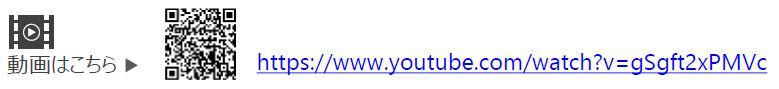 動画はこちら ▶
https://www.youtube.com/watch?v=gSgft2xPMVc